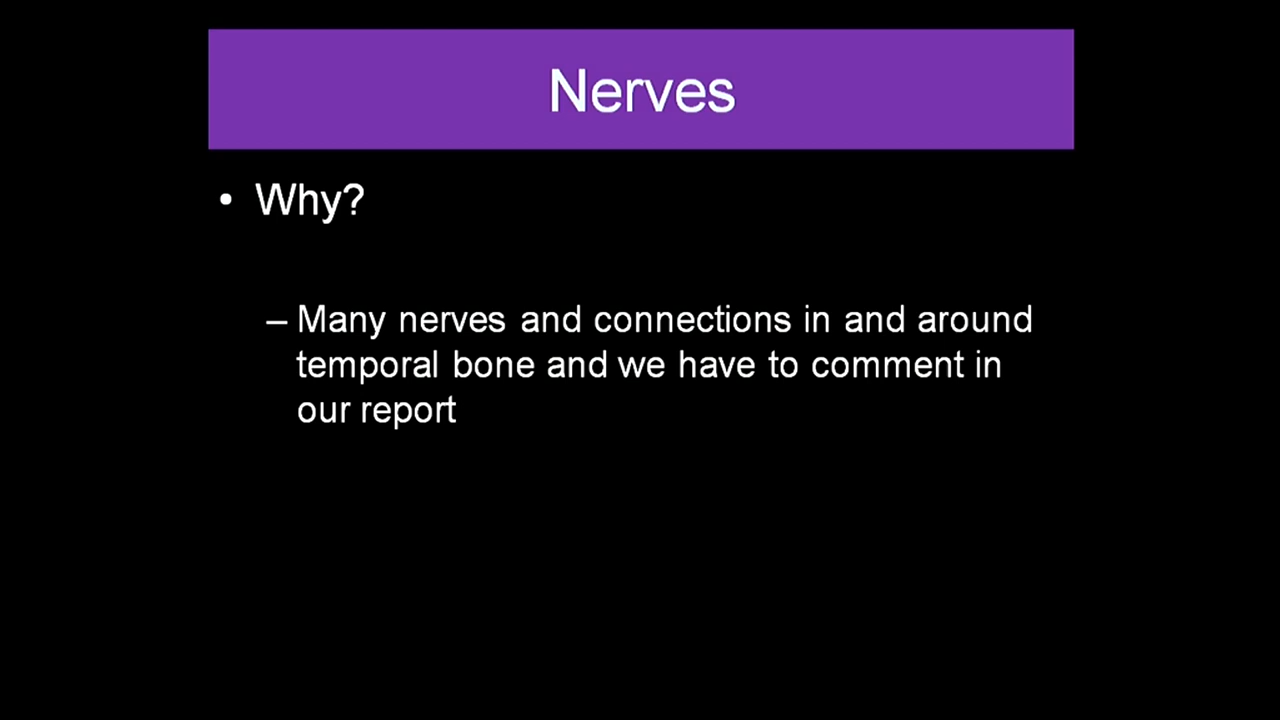 Nerves
• Why?
– Many nerves and connections in and around
temporal bone and we have to comment in
our report